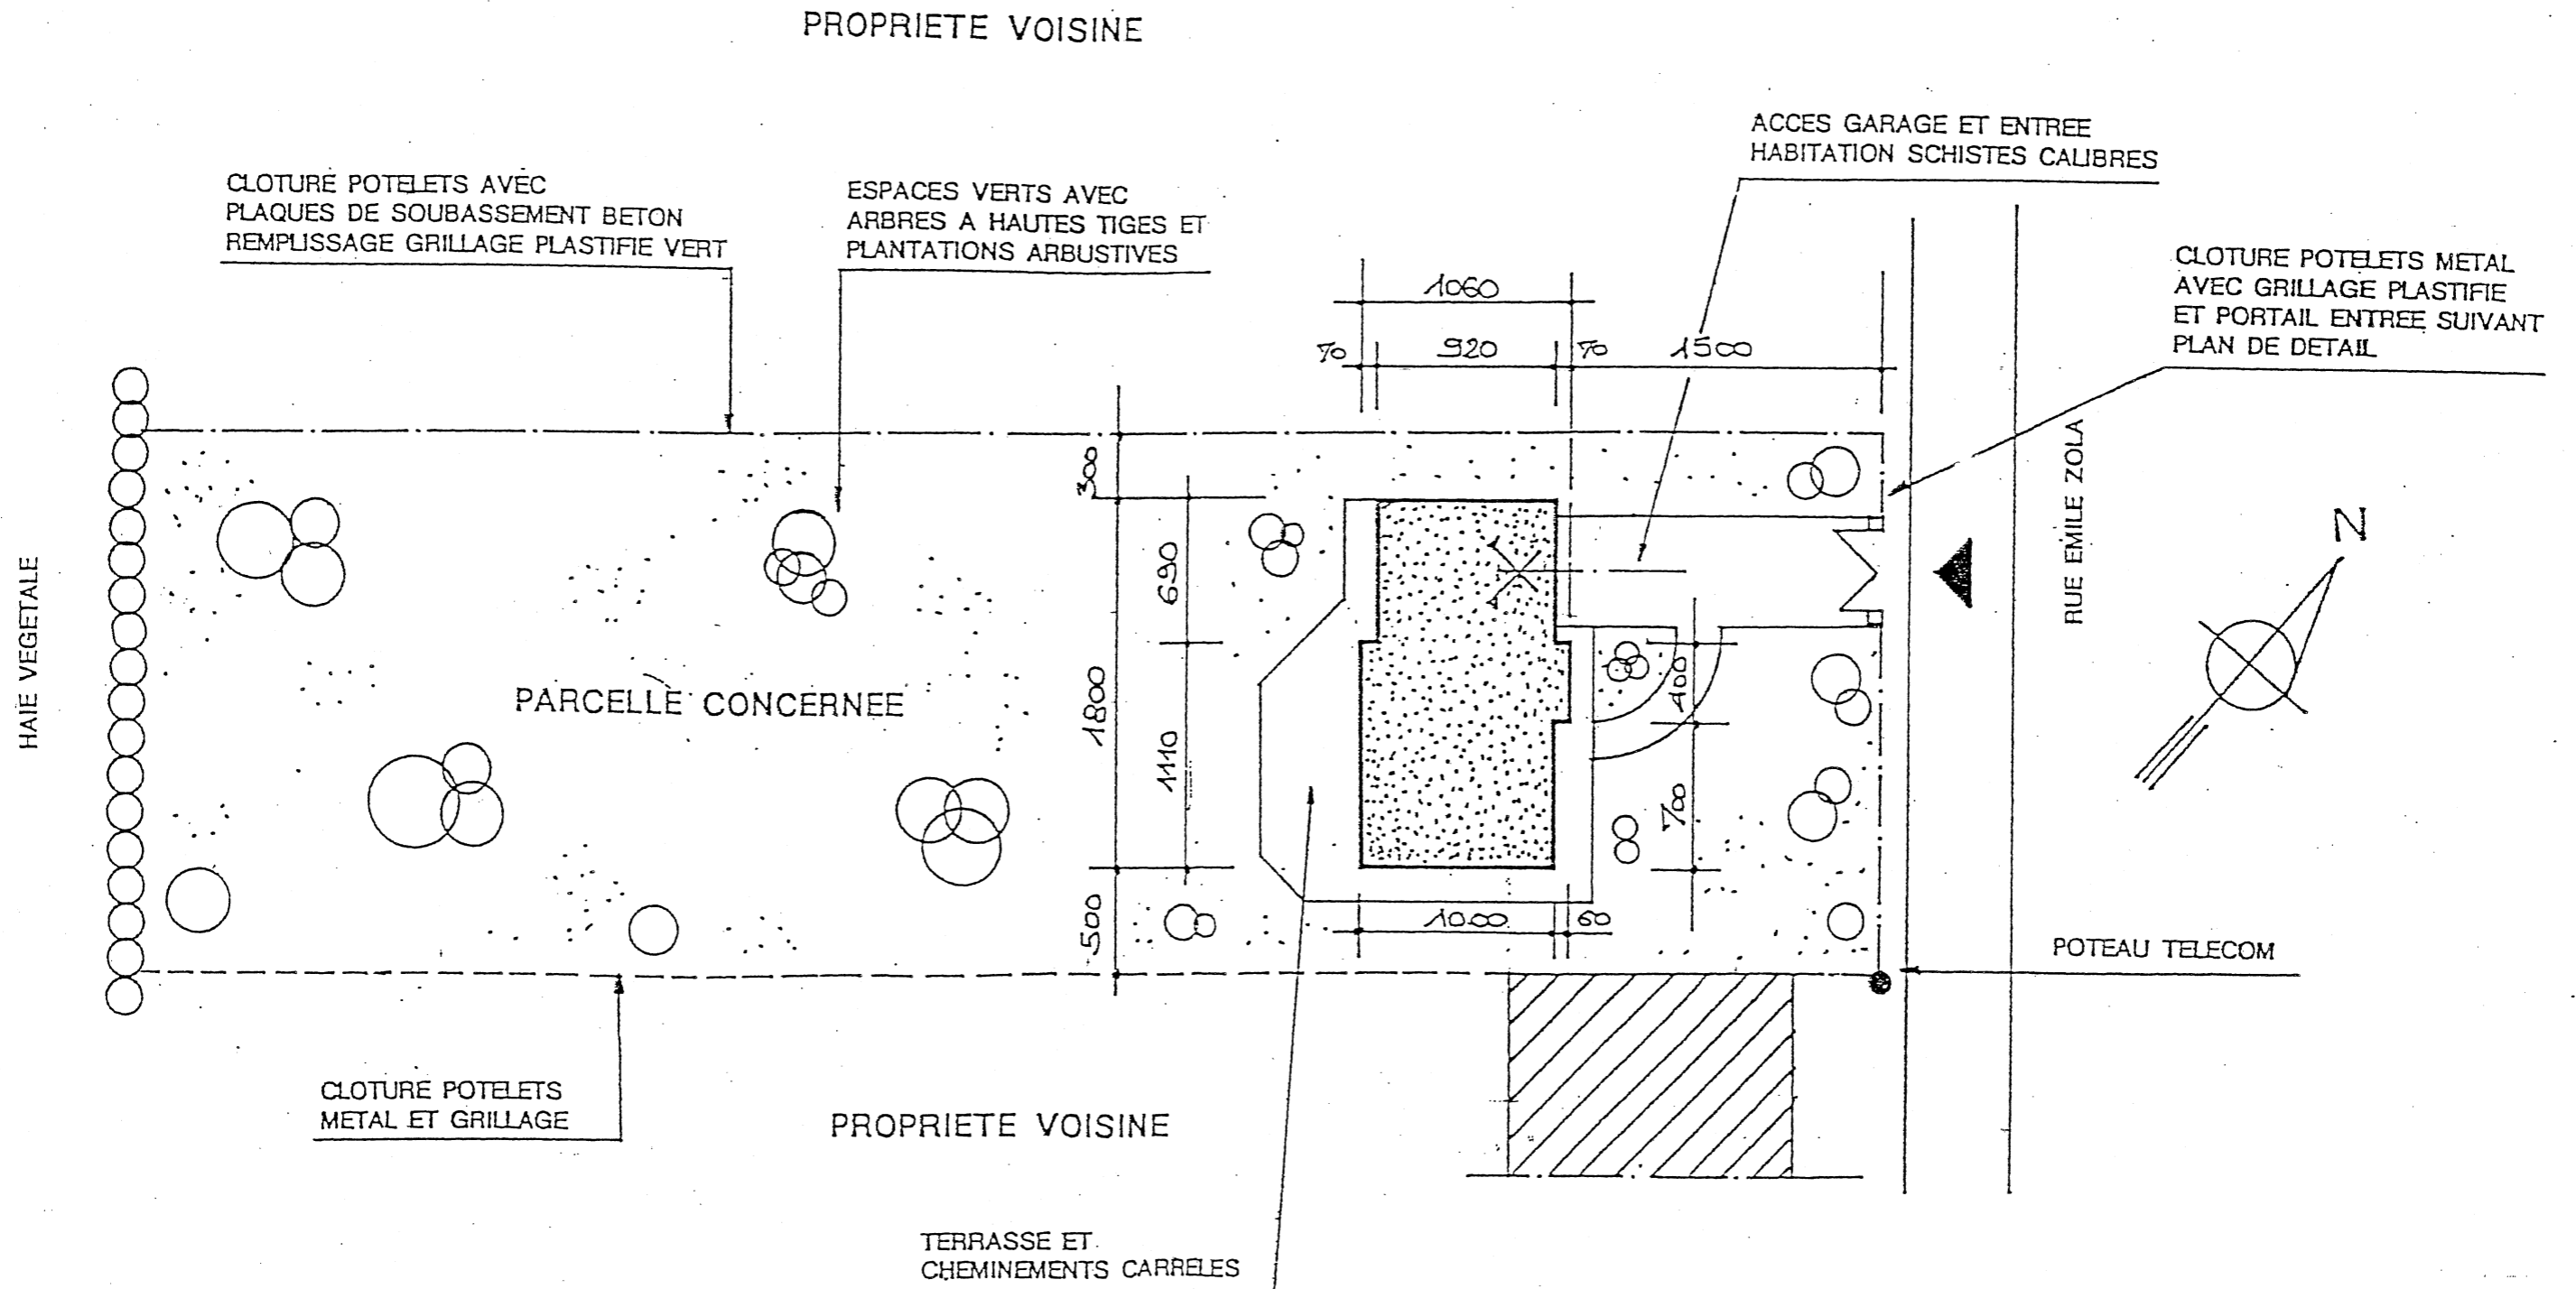 PROPRIETE VOISINE
ACCES GARAGE ET ENTREE
HABITATION SCHISTES CALIBRES
CLOTURE POTELETS AVEC
PLAQUES DE SOUBASSEMENT BETON
REMPLISSAGE GRILLAGE PLASTIFIE VERT
ESPACES VERTS AVEC
ARBRES A HAUTES TIGES ET
PLANTATIONS ARBUSTIVES
CLOTURE POTELETS METAL
AVEC GRILLAGE PLASTIFIE
ET PORTAIL ENTREE SUIVANT
PLAN DE DETAIL
1060
70
920
70
1500
300
690
1800
1110
500
400
700
1000
60
HAIE VEGETALE
PARCELLE CONCERNEE
RUE EMILE ZOLA
N
POTEAU TELECOM
CLOTURE POTELETS
METAL ET GRILLAGE
PROPRIETE VOISINE
TERRASSE ET
CHEMINEMENTS CARRELES